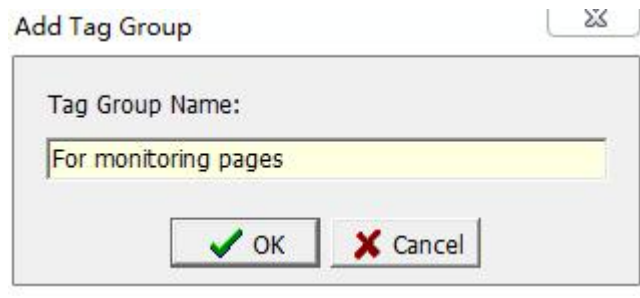 Add Tag Group
Tag Group Name:
For monitoring pages
OK
Cancel